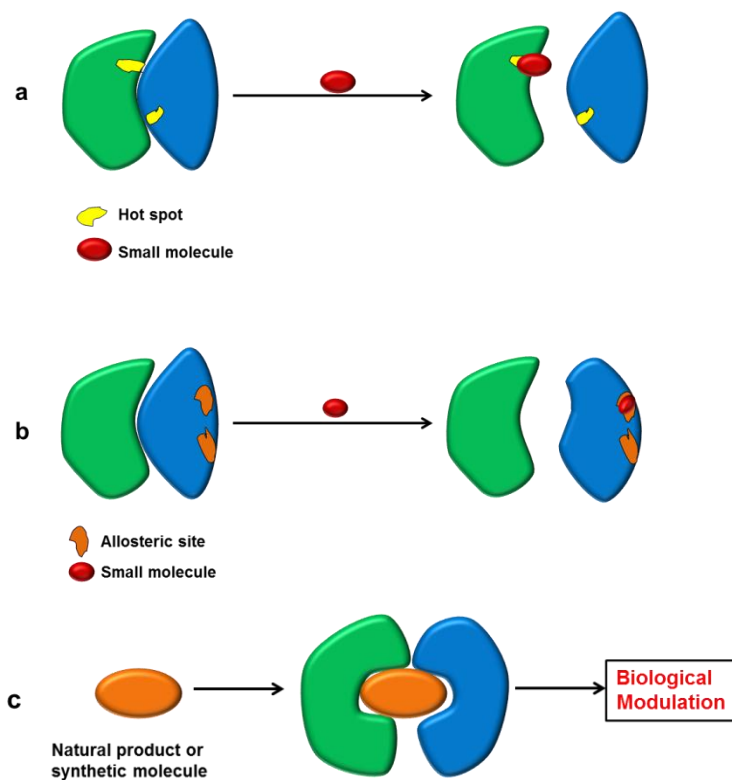 a
Hot spot
Small molecule
b
Allosteric site
Small molecule
c
Natural product or
synthetic molecule
Biological
Modulation